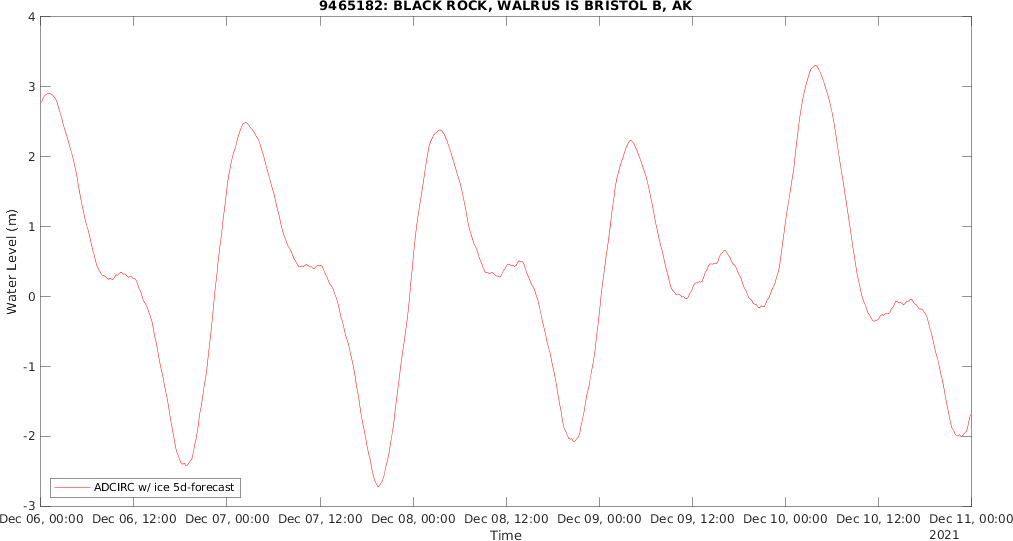 9465182: BLACK ROCK, WALRUS IS BRISTOL B, AK
4
3
2
1
0
-1
-2
-3
Water Level (m)
ADCIRC w/ ice 5d-forecast
Dec 06, 00:00 Dec 06, 12:00 Dec 07, 00:00 Dec 07, 12:00 Dec 08, 00:00 Dec 08, 12:00 Dec 09, 00:00 Dec 09, 12:00 Dec 10, 00:00 Dec 10, 12:00 Dec 11, 00:00
Time
2021